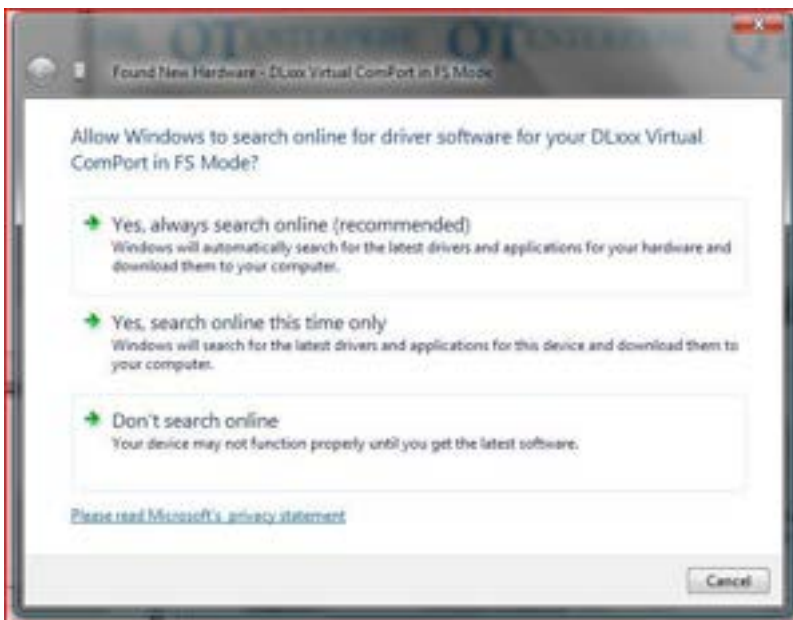 QT ENTERPRISE QT ENTERPRISE Q
Found New Hardware - DLxxx Virtual ComPort in FS Mode
Allow Windows to search online for driver software for your DLxxx Virtual
ComPort in FS Mode?
Yes, always search online (recommended)
Windows will automatically search for the latest drivers and applications for your hardware and
download them to your computer.
Yes, search online this time only
Windows will search for the latest drivers and applications for this device and download them to
your computer.
Don't search online
Your device may not function properly until you get the latest software.
Please read Microsoft's privacy statement
Cancel